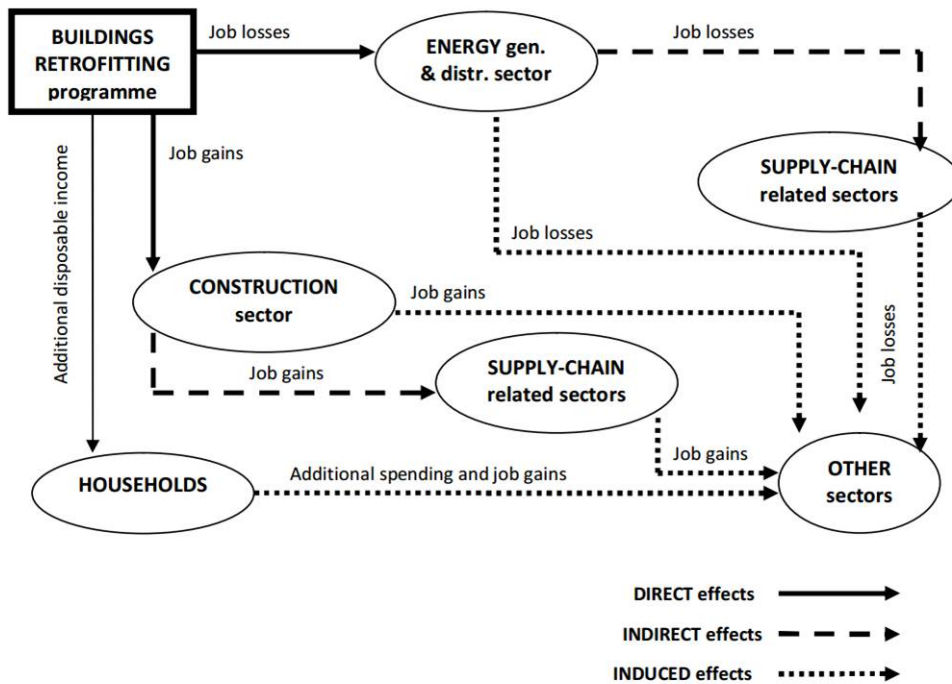 BUILDINGS
RETROFITTING
programme
Job losses
ENERGY gen.
& distr. sector
Job losses
Job gains
SUPPLY-CHAIN
related sectors
Additional disposable income
Job losses
CONSTRUCTION
sector
Job gains
Job losses
Job gains
SUPPLY-CHAIN
related sectors
Job gains
HOUSEHOLDS
Additional spending and job gains
OTHER
sectors
DIRECT effects
INDIRECT effects
INDUCED effects